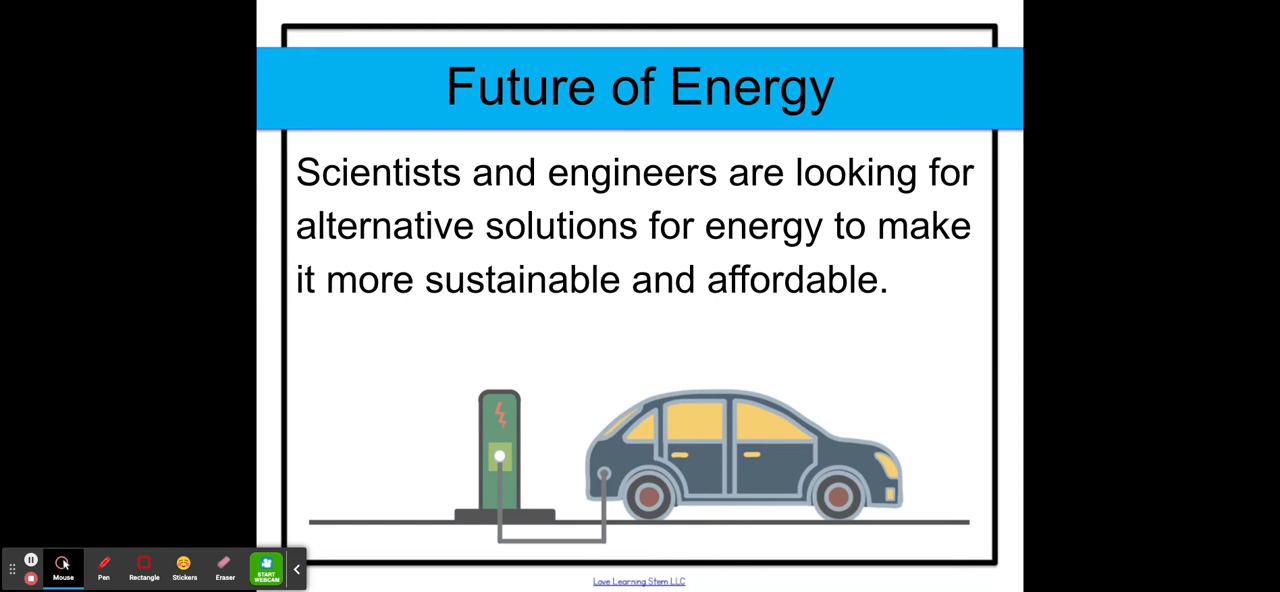 Future of Energy
Scientists and engineers are looking for
alternative solutions for energy to make
it more sustainable and affordable.
Mouse
Pen
Rectangle
Stickers
Eraser
START
WEBCAM
Love Learning Stem LLC